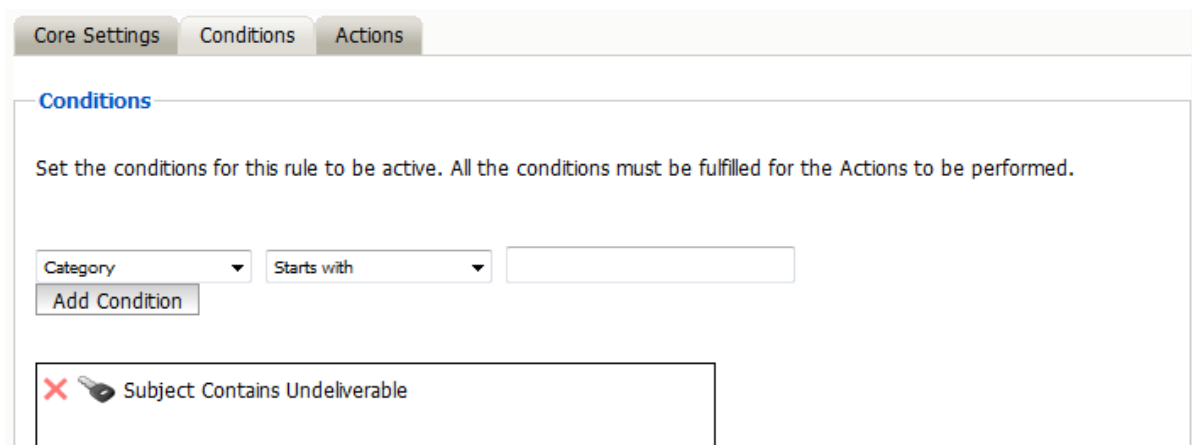 Core Settings Conditions Actions
Conditions
Set the conditions for this rule to be active. All the conditions must be fulfilled for the Actions to be performed.
Category Starts with
Add Condition
Subject Contains Undeliverable